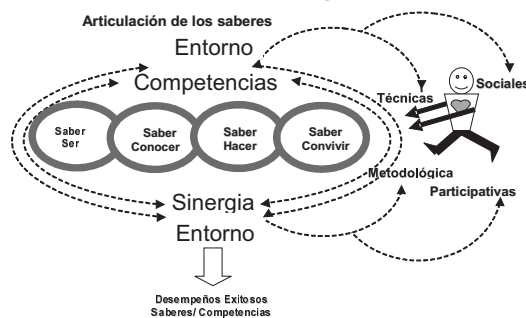 Articulación de los saberes
Entorno
Competencias
Sociales
Técnicas
Saber
Ser
Saber
Conocer
Saber
Hacer
Saber
Convivir
Metodológica
Participativas
Sinergia
Entorno
Desempeños Exitosos
Saberes/ Competencias